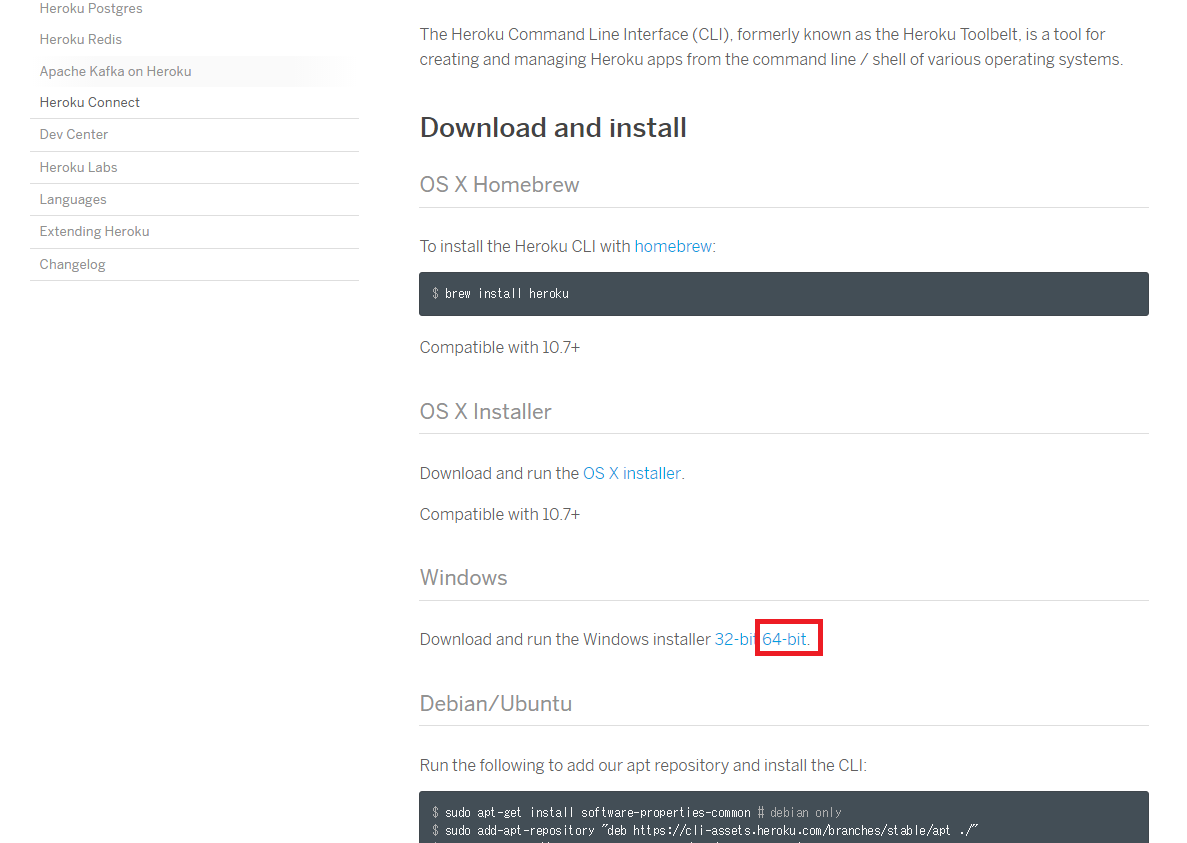 Heroku Postgres
Heroku Redis
Apache Kafka on Heroku
Heroku Connect
Dev Center
Heroku Labs
Languages
Extending Heroku
Changelog
The Heroku Command Line Interface (CLI), formerly known as the Heroku Toolbelt, is a tool for
creating and managing Heroku apps from the command line / shell of various operating systems.
Download and install
OS X Homebrew
To install the Heroku CLI with homebrew:
$ brew install heroku
Compatible with 10.7+
OS X Installer
Download and run the OS X installer.
Compatible with 10.7+
Windows
Download and run the Windows installer 32-bit 64-bit.
Debian/Ubuntu
Run the following to add our apt repository and install the CLI:
$ sudo apt-get install software-properties-common # debian only
$ sudo add-apt-repository "deb https://cli-assets.heroku.com/branches/stable/apt ./"